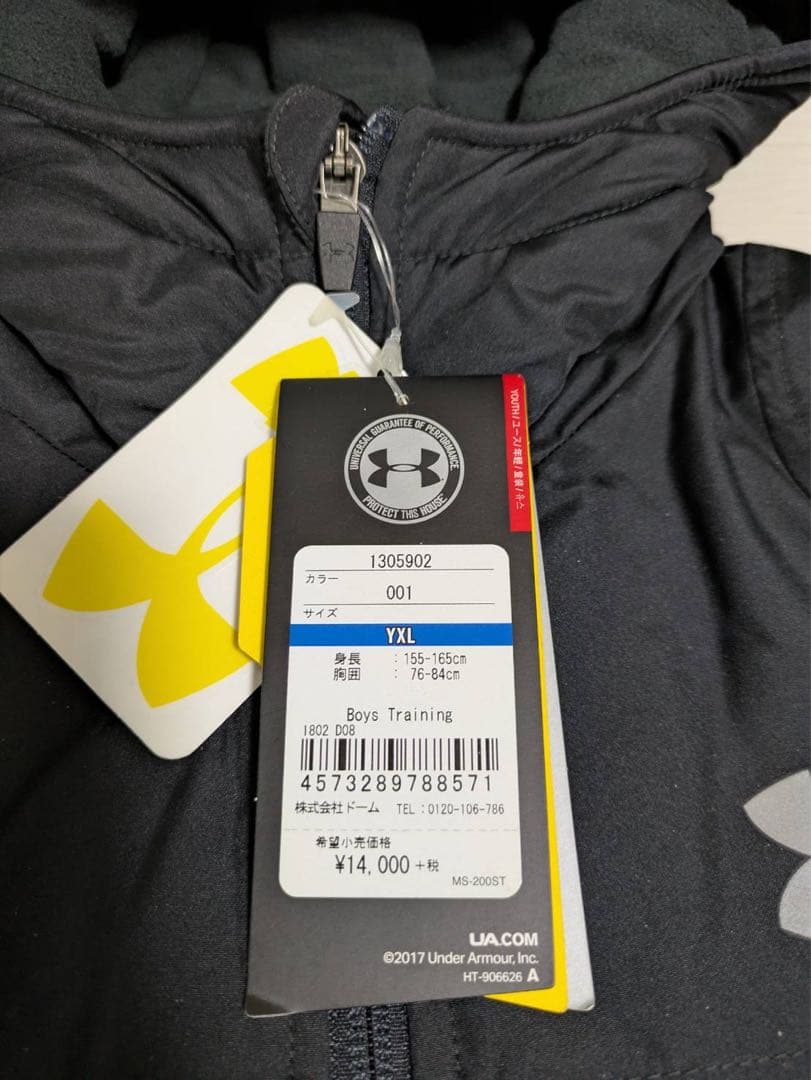 YOUTH / ユース / 年輕 / 童装 / 유스
UNIVERSAL GUARANTEE OF PERFORMANCE
PROTECT THIS HOUSE
1305902
カラー
001
サイズ
YXL
身長 : 155-165cm
胸囲 : 76-84cm
Boys Training
1802 D08
4573289788571
株式会社ドーム TEL:0120-106-786
希望小売価格
¥14,000 +税
MS-200ST
UA.COM
©2017 Under Armour, Inc.
HT-906626 A